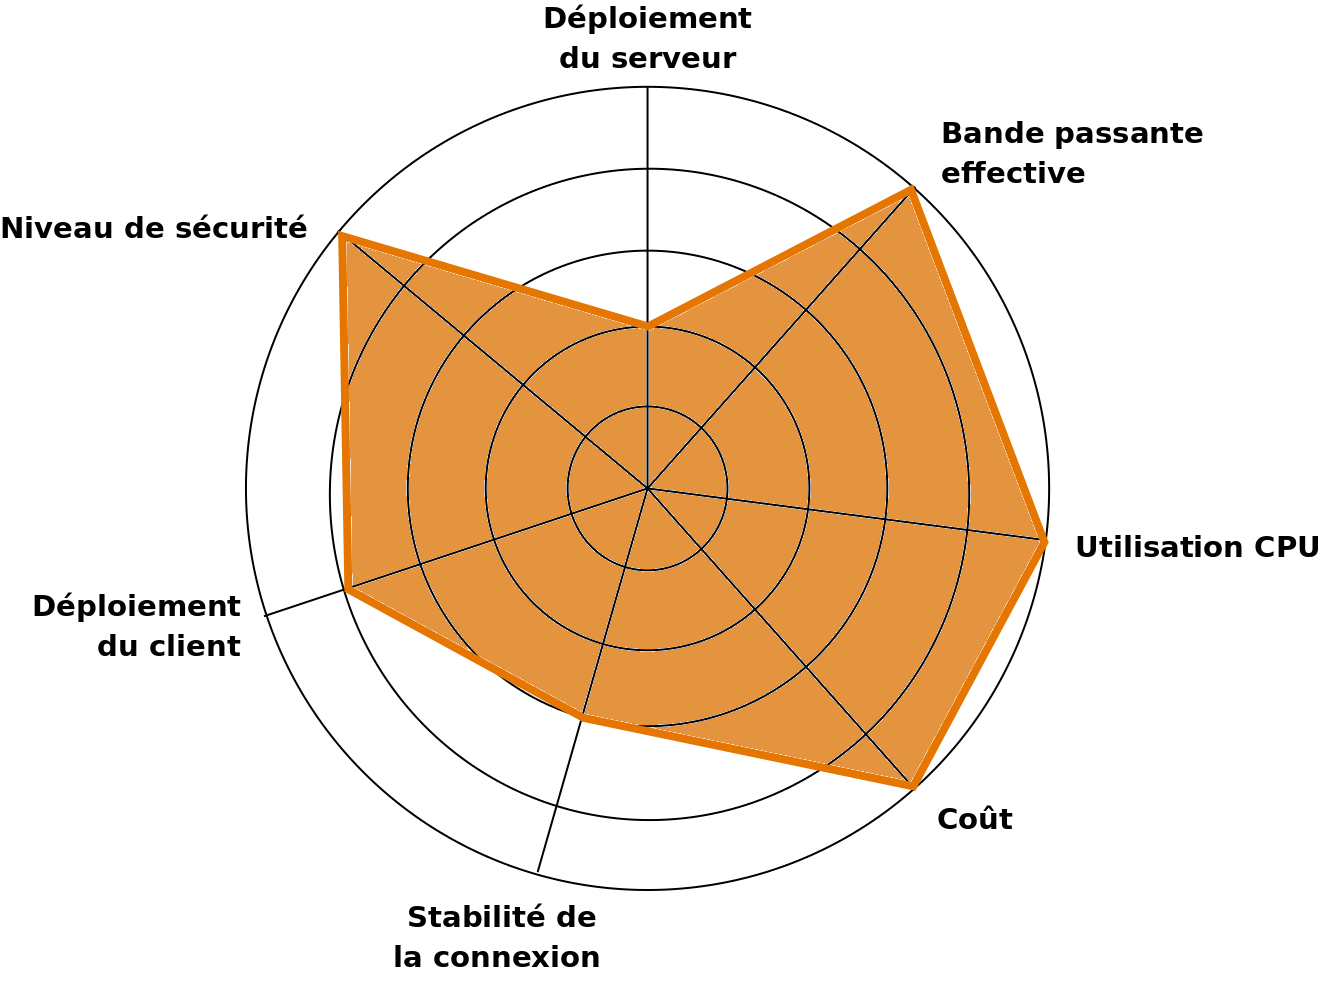 Déploiement
du serveur
Bande passante
effective
Niveau de sécurité
Utilisation CPU
Déploiement
du client
Coût
Stabilité de
la connexion